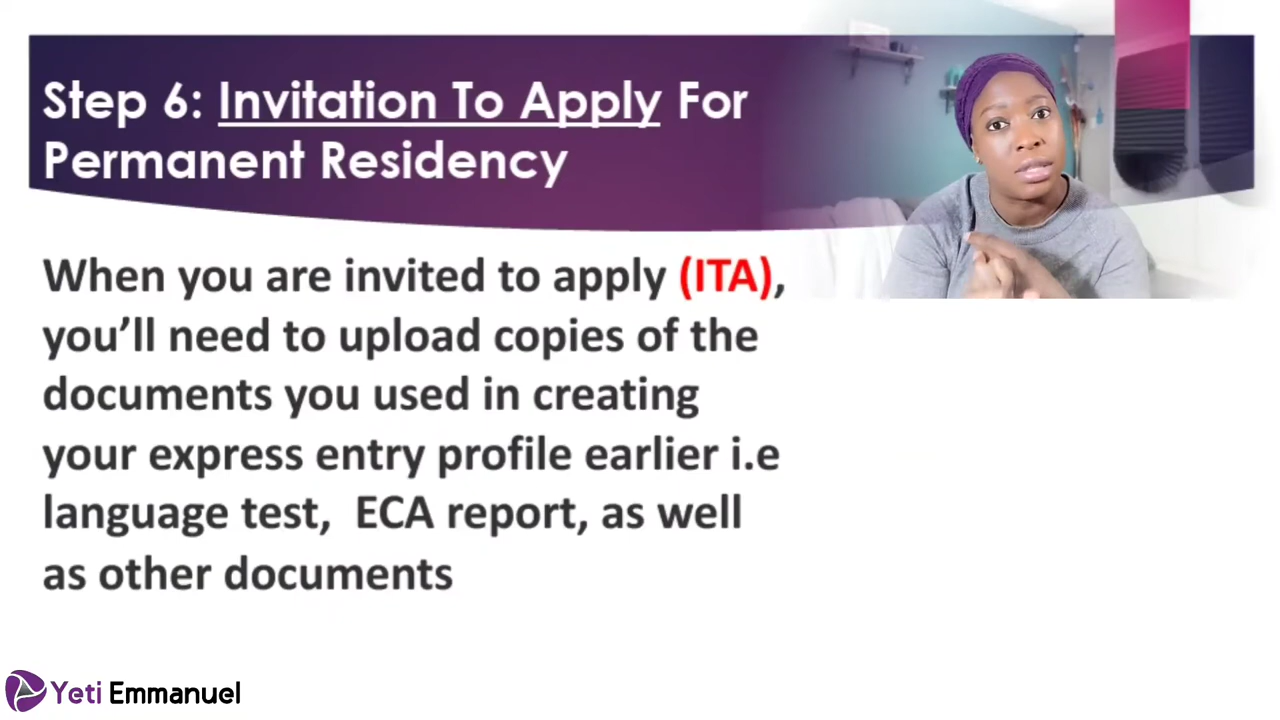 Step 6: Invitation To Apply For
Permanent Residency
When you are invited to apply (ITA),
you’ll need to upload copies of the
documents you used in creating
your express entry profile earlier i.e
language test,  ECA report, as well
as other documents
Yeti Emmanuel